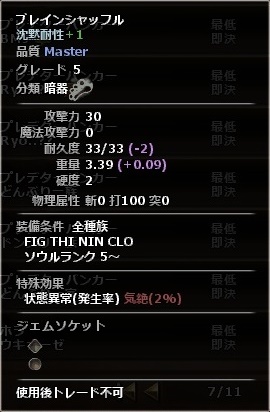 ブレインシャッフル
沈黙耐性+1
品質 Master
グレード 5
分類 暗器
攻撃力 30
魔法攻撃力 0
耐久度 33/33 (-2)
重量 3.39 (+0.09)
硬度 2
物理属性 斬0 打100 突0
装備条件 全種族
FIG THI NIN CLO
ソウルランク 5～
特殊効果
状態異常(発生率) 気絶(2%)
ジェムソケット
使用後トレード不可
7/11